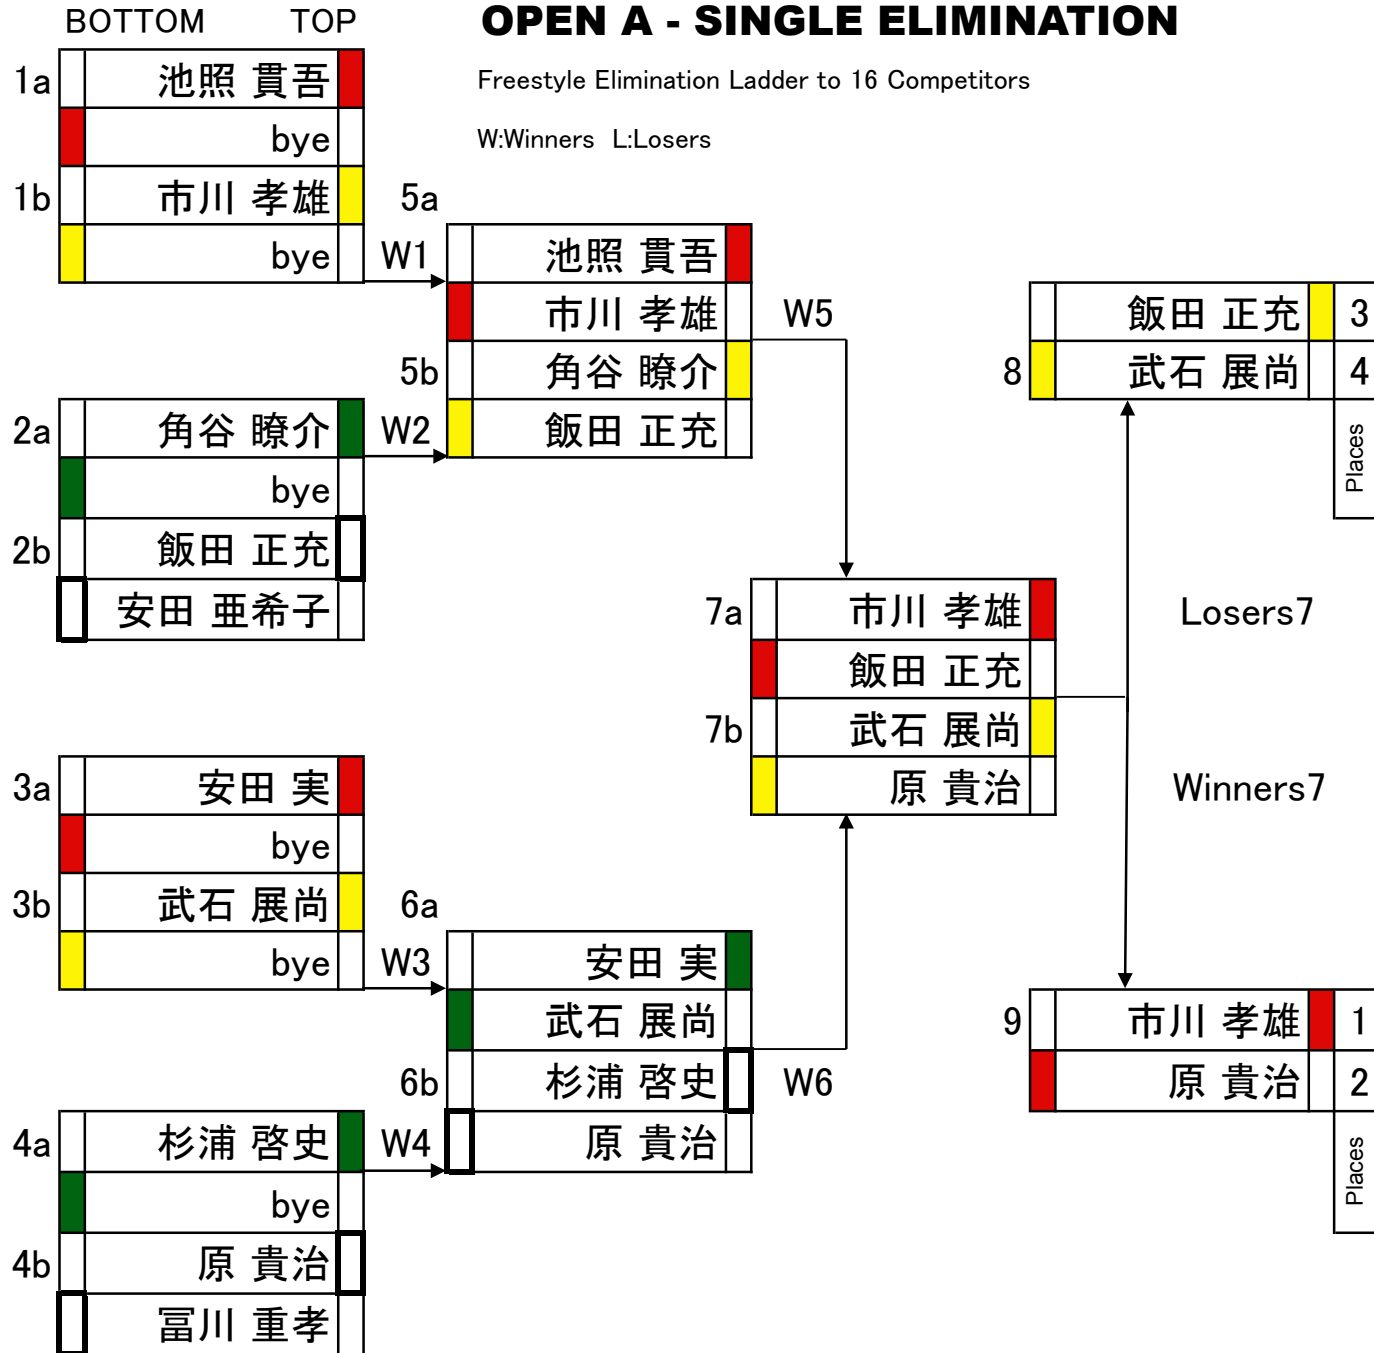 BOTTOM TOP
OPEN A - SINGLE ELIMINATION
Freestyle Elimination Ladder to 16 Competitors
W:Winners L:Losers
1a 池照 貫吾
bye
1b 市川 孝雄
bye
W1
2a 角谷 瞭介
bye
2b 飯田 正充
安田 亜希子
W2
3a 安田 実
bye
3b 武石 展尚
bye
W3
4a 杉浦 啓史
bye
4b 原 貴治
冨川 重孝
W4
5a
池照 貫吾
市川 孝雄
5b 角谷 瞭介
飯田 正充
W5
6a
安田 実
武石 展尚
6b 杉浦 啓史
原 貴治
W6
7a 市川 孝雄
飯田 正充
7b 武石 展尚
原 貴治
飯田 正充 3
8 武石 展尚 4
Places
Losers7
Winners7
9 市川 孝雄 1
原 貴治 2
Places